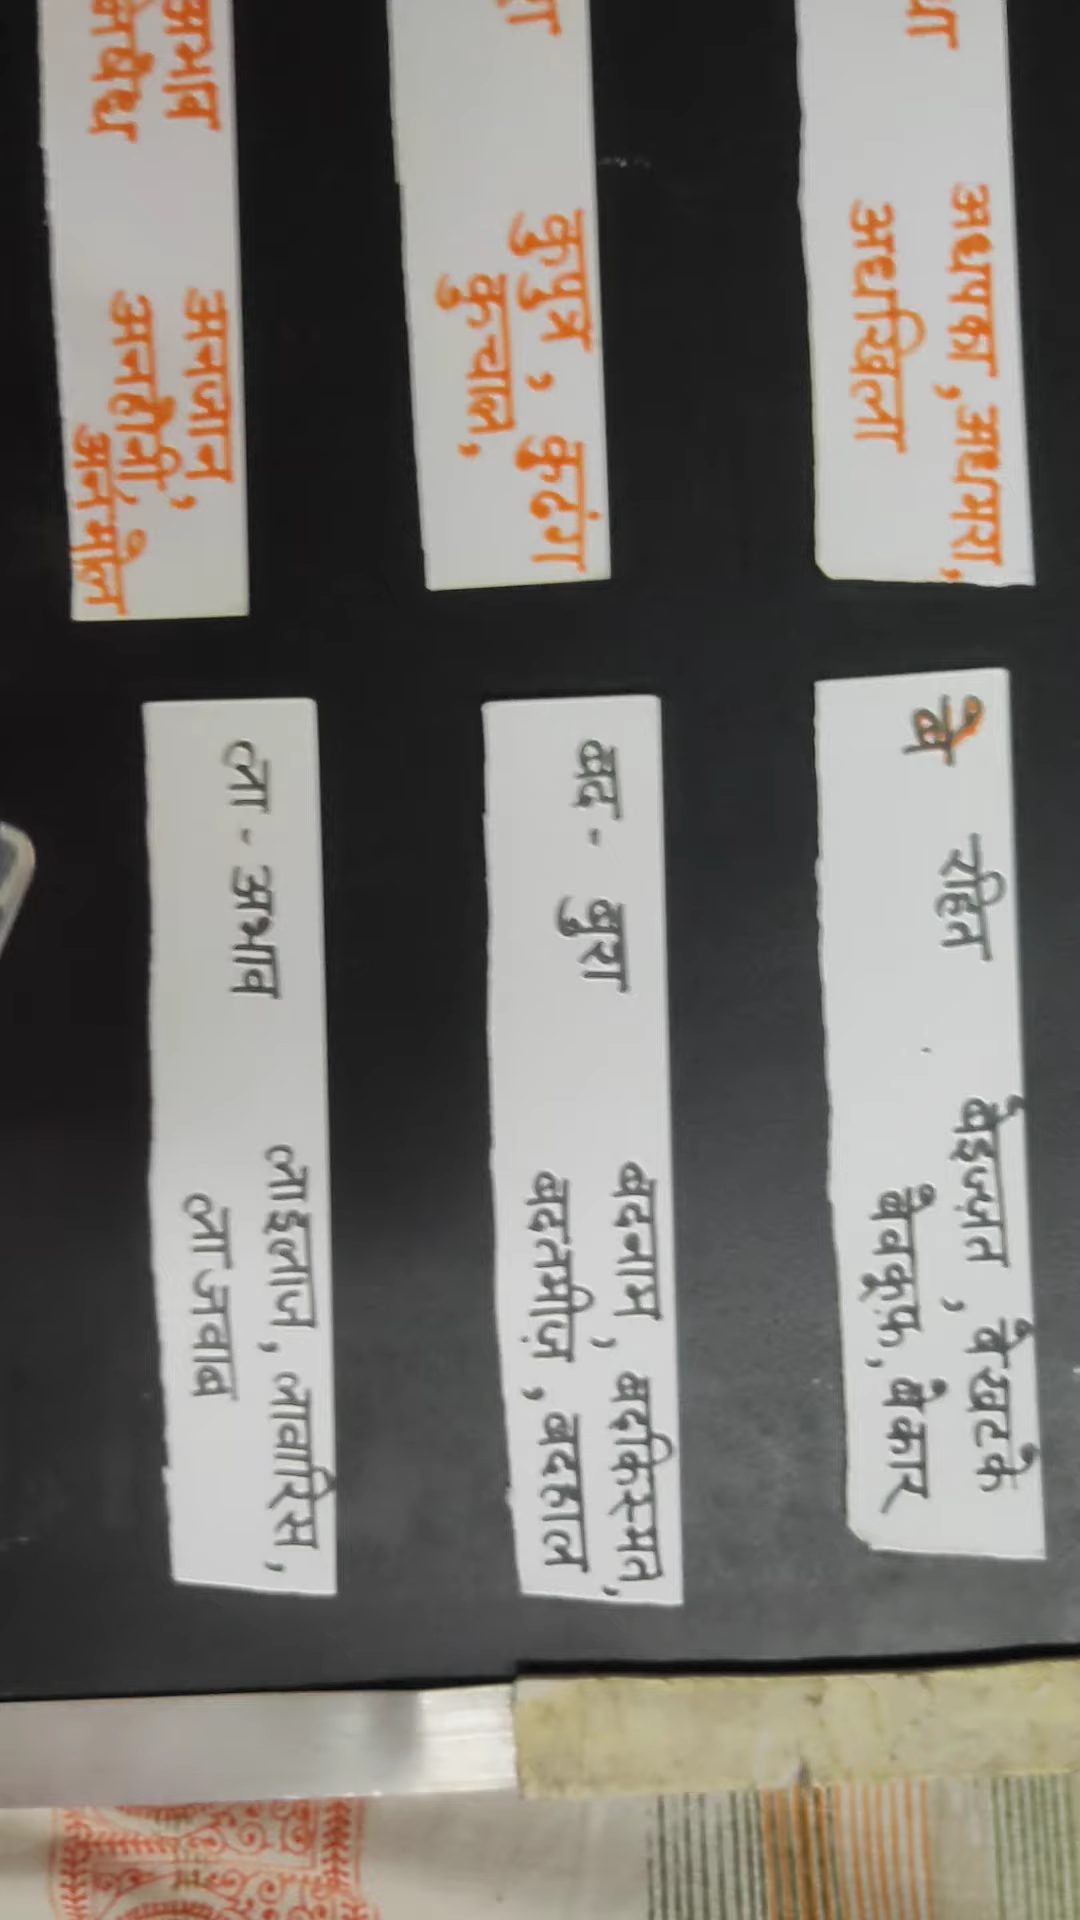 अधपका, अधमरा,
अधखिला
कुपुत्र, कुढंग
कुचाल,
अभाव अनजान,
निषेध अनहोनी,
अनमोल
बे रहित बेइज्ज़त, बेखटके
बेवकूफ़, बेकार
बद - बुरा बदनाम, बदकिस्मत,
बदतमीज़, बदहाल
ला - अभाव लाइलाज, लावारिस,
लाजवाब